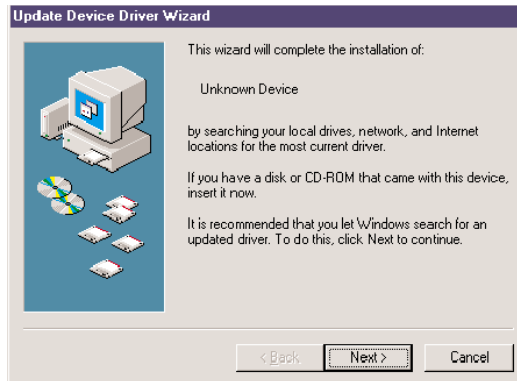 Update Device Driver Wizard
This wizard will complete the installation of:
Unknown Device
by searching your local drives, network, and Internet
locations for the most current driver.
If you have a disk or CD-ROM that came with this device,
insert it now.
It is recommended that you let Windows search for an
updated driver. To do this, click Next to continue.
< Back
Next >
Cancel